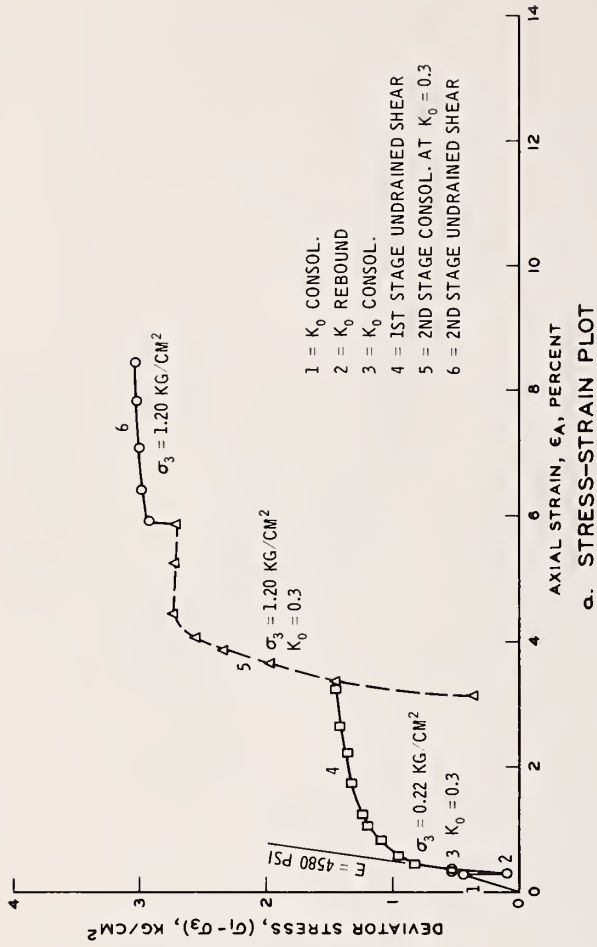 4
3
2
1
0
DEVIATOR STRESS, (σ₁-σ₃), KG/CM²
0
2
4
6
8
10
12
14
AXIAL STRAIN, ϵA, PERCENT
a. STRESS-STRAIN PLOT
1 = K₀ CONSOL.
2 = K₀ REBOUND
3 = K₀ CONSOL.
4 = 1ST STAGE UNDRAINED SHEAR
5 = 2ND STAGE CONSOL. AT K₀ = 0.3
6 = 2ND STAGE UNDRAINED SHEAR
6
σ₃ = 1.20 KG/CM²
5
σ₃ = 1.20 KG/CM²
K₀ = 0.3
4
σ₃ = 0.22 KG/CM²
3 K₀ = 0.3
E = 4580 PSI
1
2